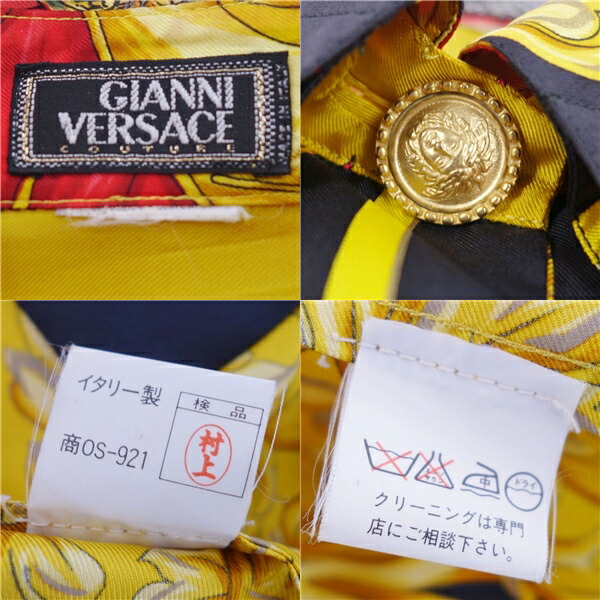 GIANNI
VERSACE
COUTURE
イタリー製
検品
商OS-921
村上
中
ドライ
クリーニングは専門
店にご相談下さい。